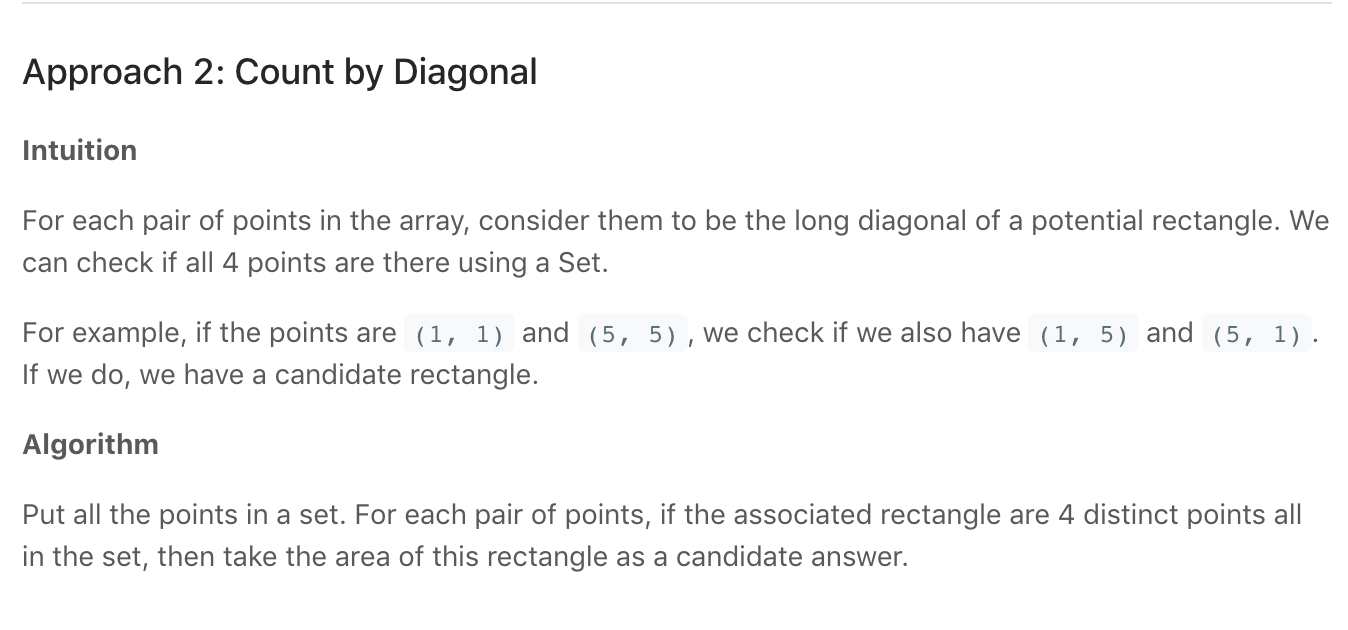 Approach 2: Count by Diagonal
Intuition
For each pair of points in the array, consider them to be the long diagonal of a potential rectangle. We
can check if all 4 points are there using a Set.
For example, if the points are (1, 1) and (5, 5), we check if we also have (1, 5) and (5, 1).
If we do, we have a candidate rectangle.
Algorithm
Put all the points in a set. For each pair of points, if the associated rectangle are 4 distinct points all
in the set, then take the area of this rectangle as a candidate answer.